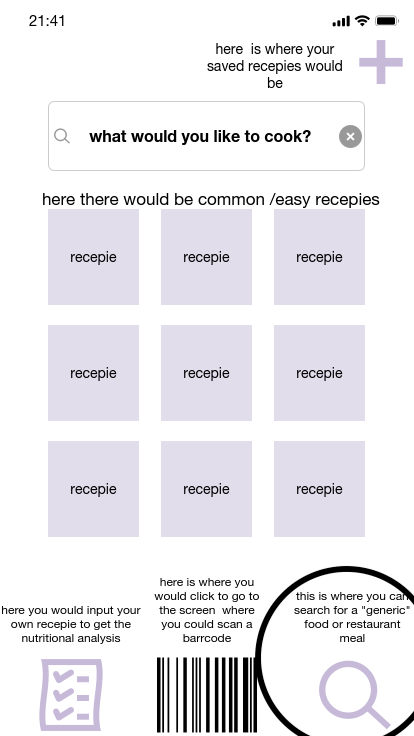 21:41
here  is where your
saved recepies would
be
what would you like to cook?
here there would be common /easy recepies
recepie
recepie
recepie
recepie
recepie
recepie
recepie
recepie
recepie
here you would input your
own recepie to get the
nutritional analysis
here is where you
would click to go to
the screen  where
you could scan a
barrcode
this is where you can
search for a "generic"
food or restaurant
meal